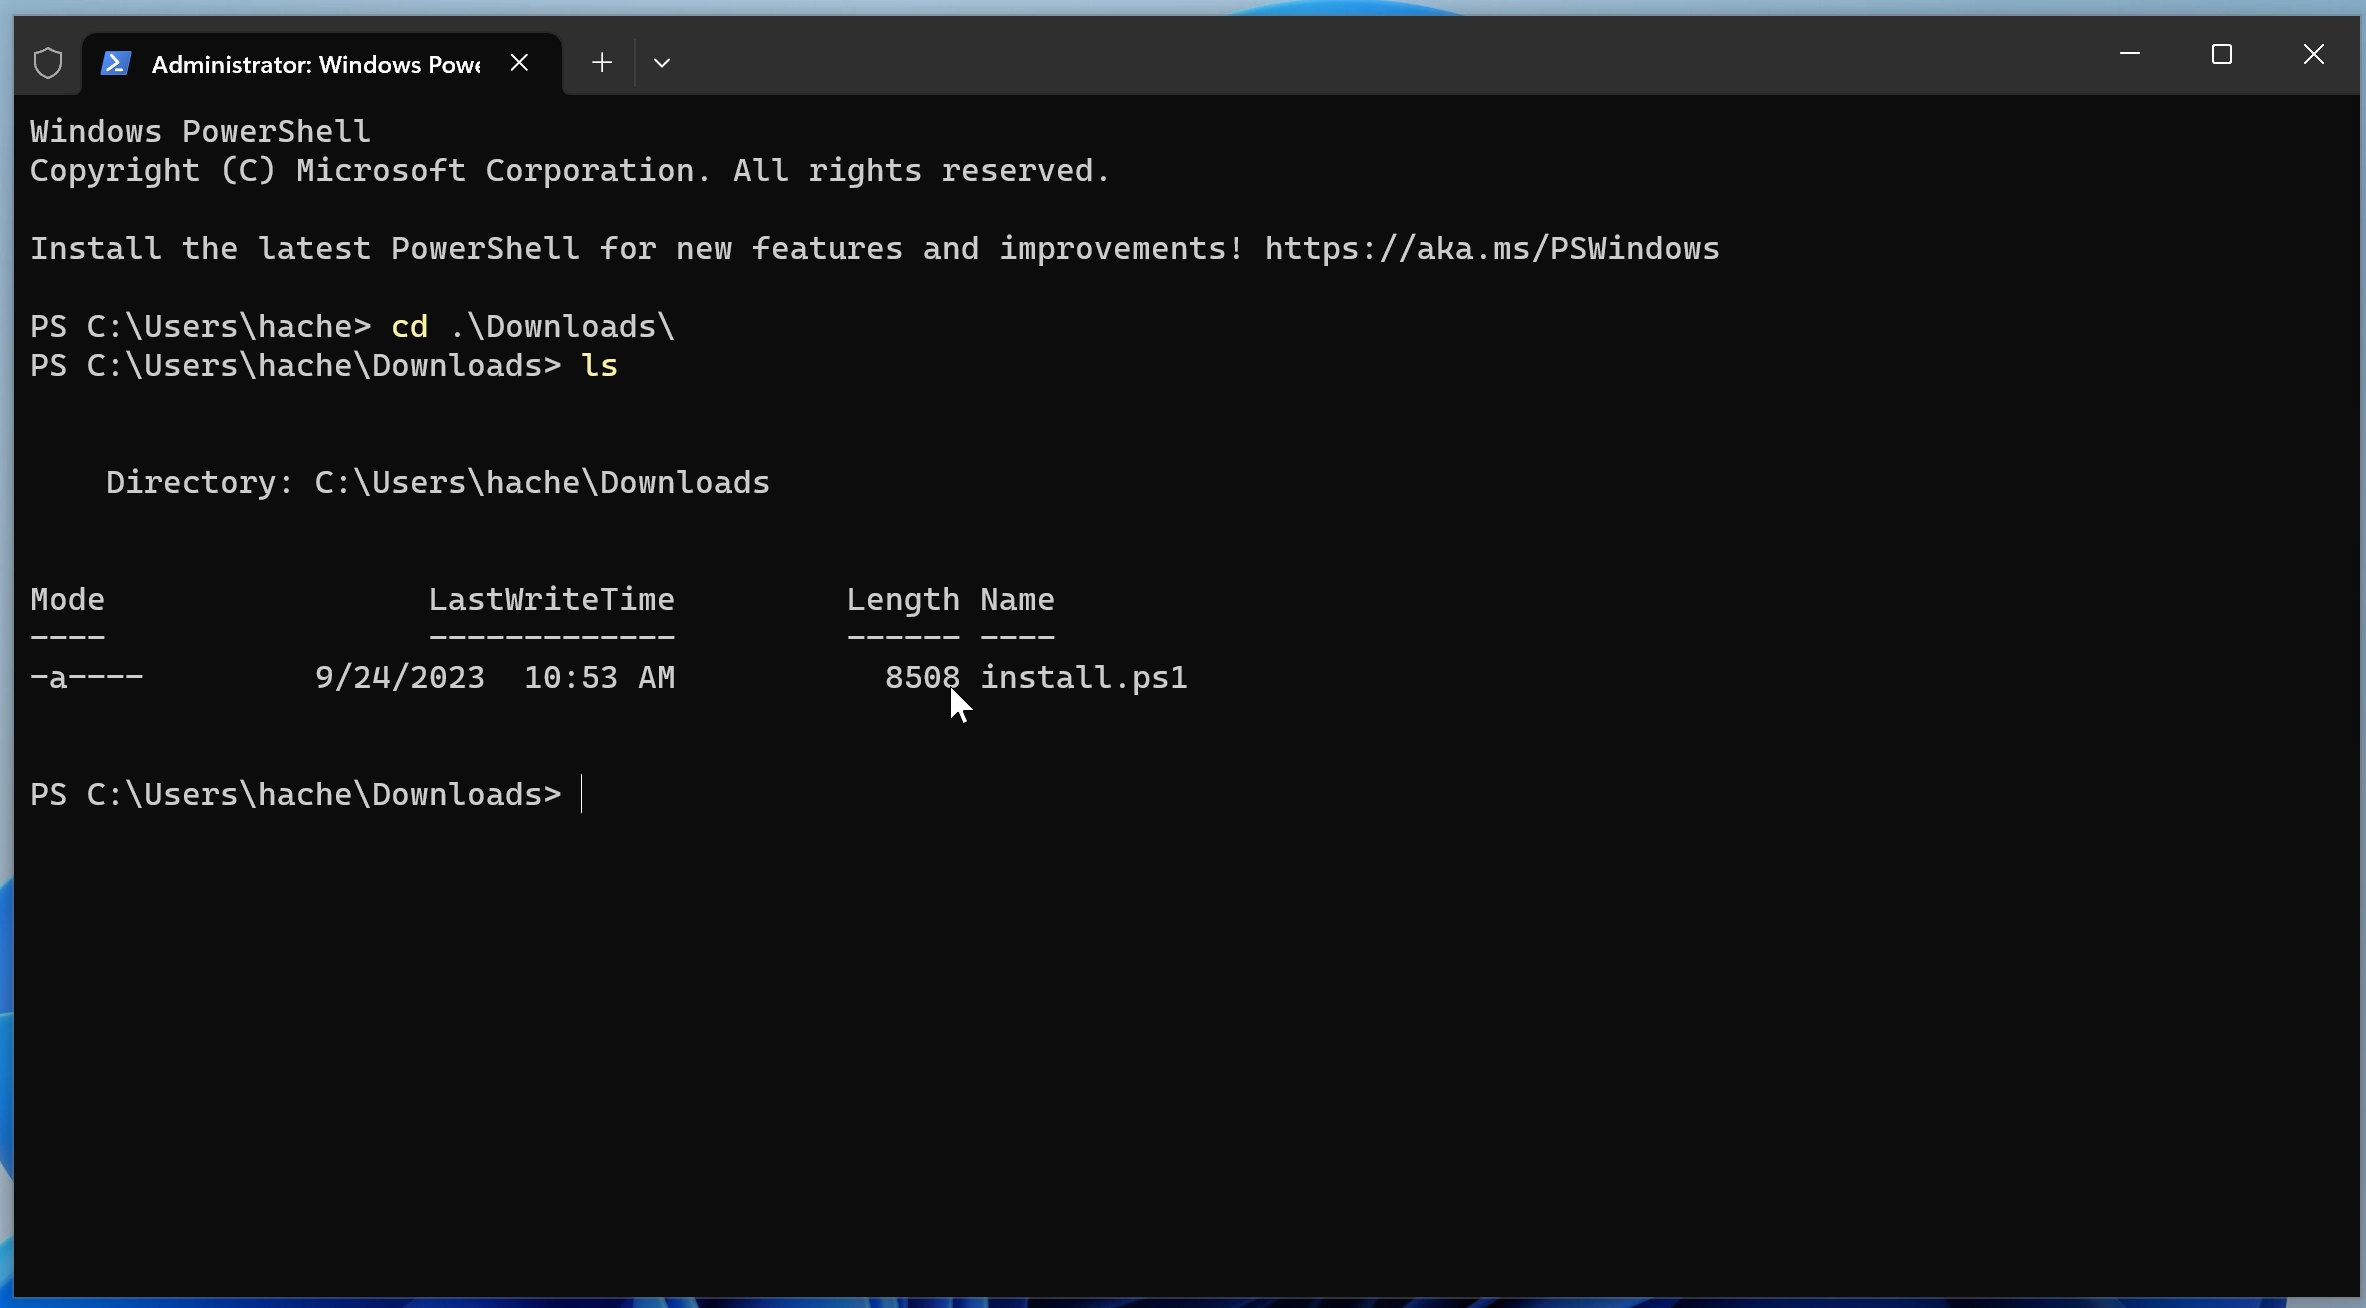 Administrator: Windows Powe
Windows PowerShell
Copyright (C) Microsoft Corporation. All rights reserved.
Install the latest PowerShell for new features and improvements! https://aka.ms/PSWindows
PS C:\Users\hache> cd .\Downloads\
PS C:\Users\hache\Downloads> ls
    Directory: C:\Users\hache\Downloads
Mode                 LastWriteTime         Length Name
----                 -------------         ------ ----
-a----         9/24/2023  10:53 AM           8508 install.ps1
PS C:\Users\hache\Downloads>